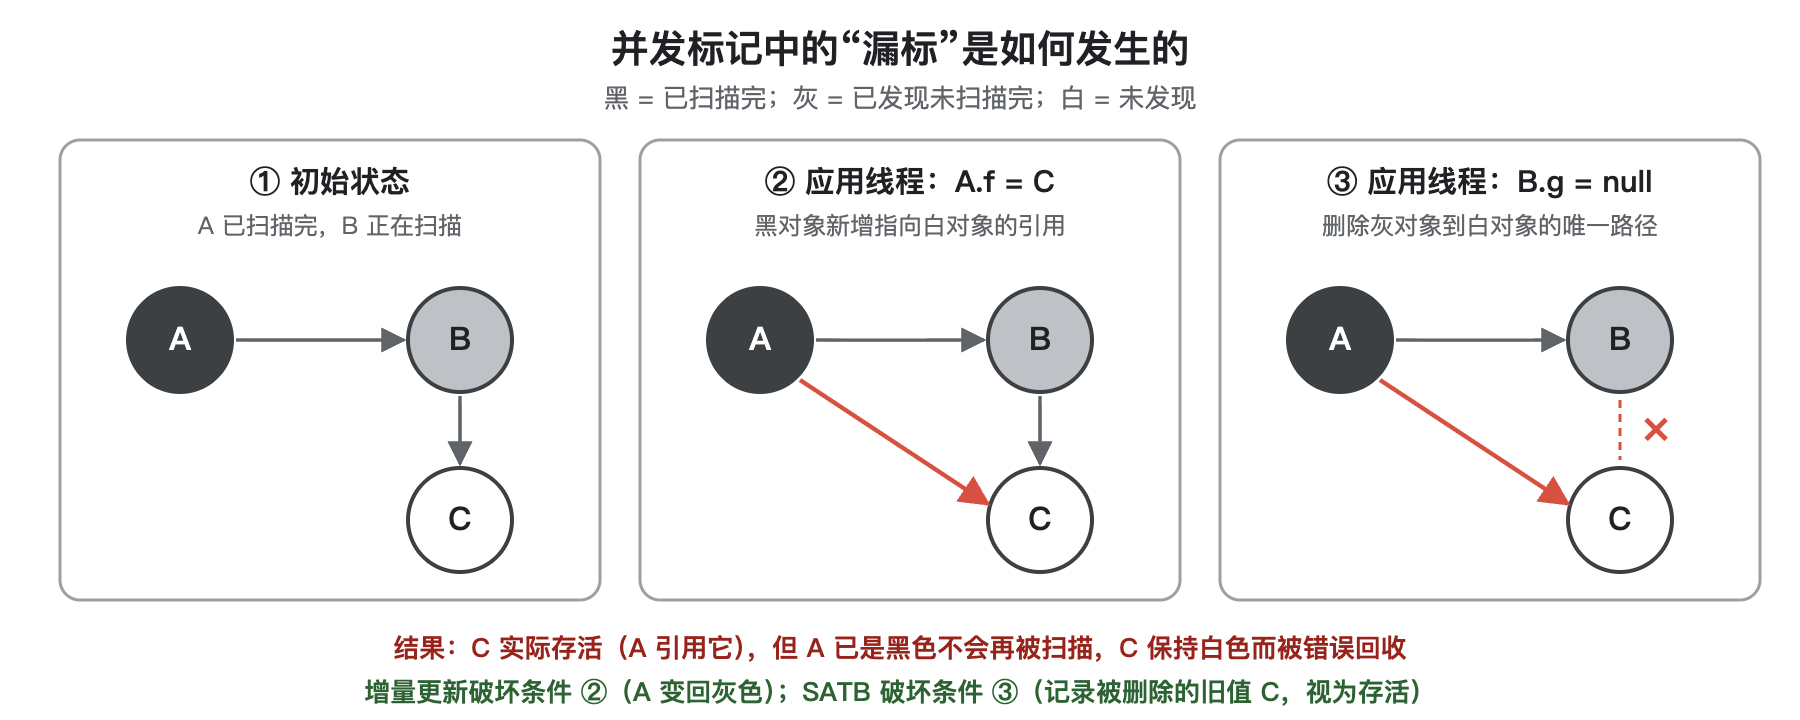 并发标记中的“漏标”是如何发生的
黑 = 已扫描完；灰 = 已发现未扫描完；白 = 未发现
① 初始状态
A 已扫描完，B 正在扫描
A
B
C
② 应用线程：A.f = C
黑对象新增指向白对象的引用
A
B
C
③ 应用线程：B.g = null
删除灰对象到白对象的唯一路径
A
B
×
C
结果：C 实际存活（A 引用它），但 A 已是黑色不会再被扫描，C 保持白色而被错误回收
增量更新破坏条件 ②（A 变回灰色）；SATB 破坏条件 ③（记录被删除的旧值 C，视为存活）